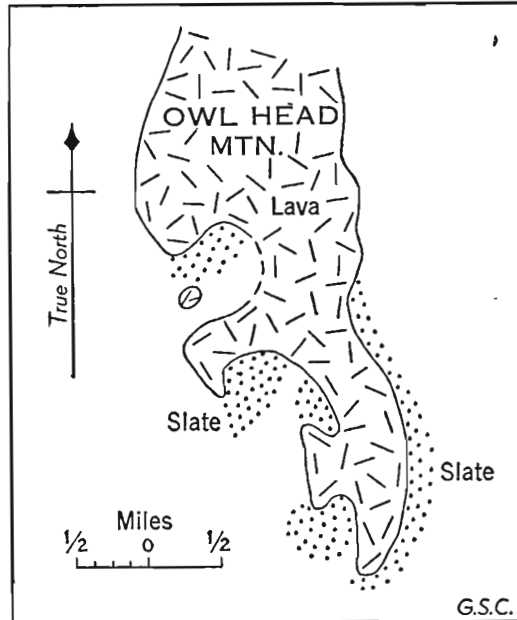 OWL HEAD
MTN.
Lava
True North
Slate
Slate
Miles
½ 0 ½
G.S.C.